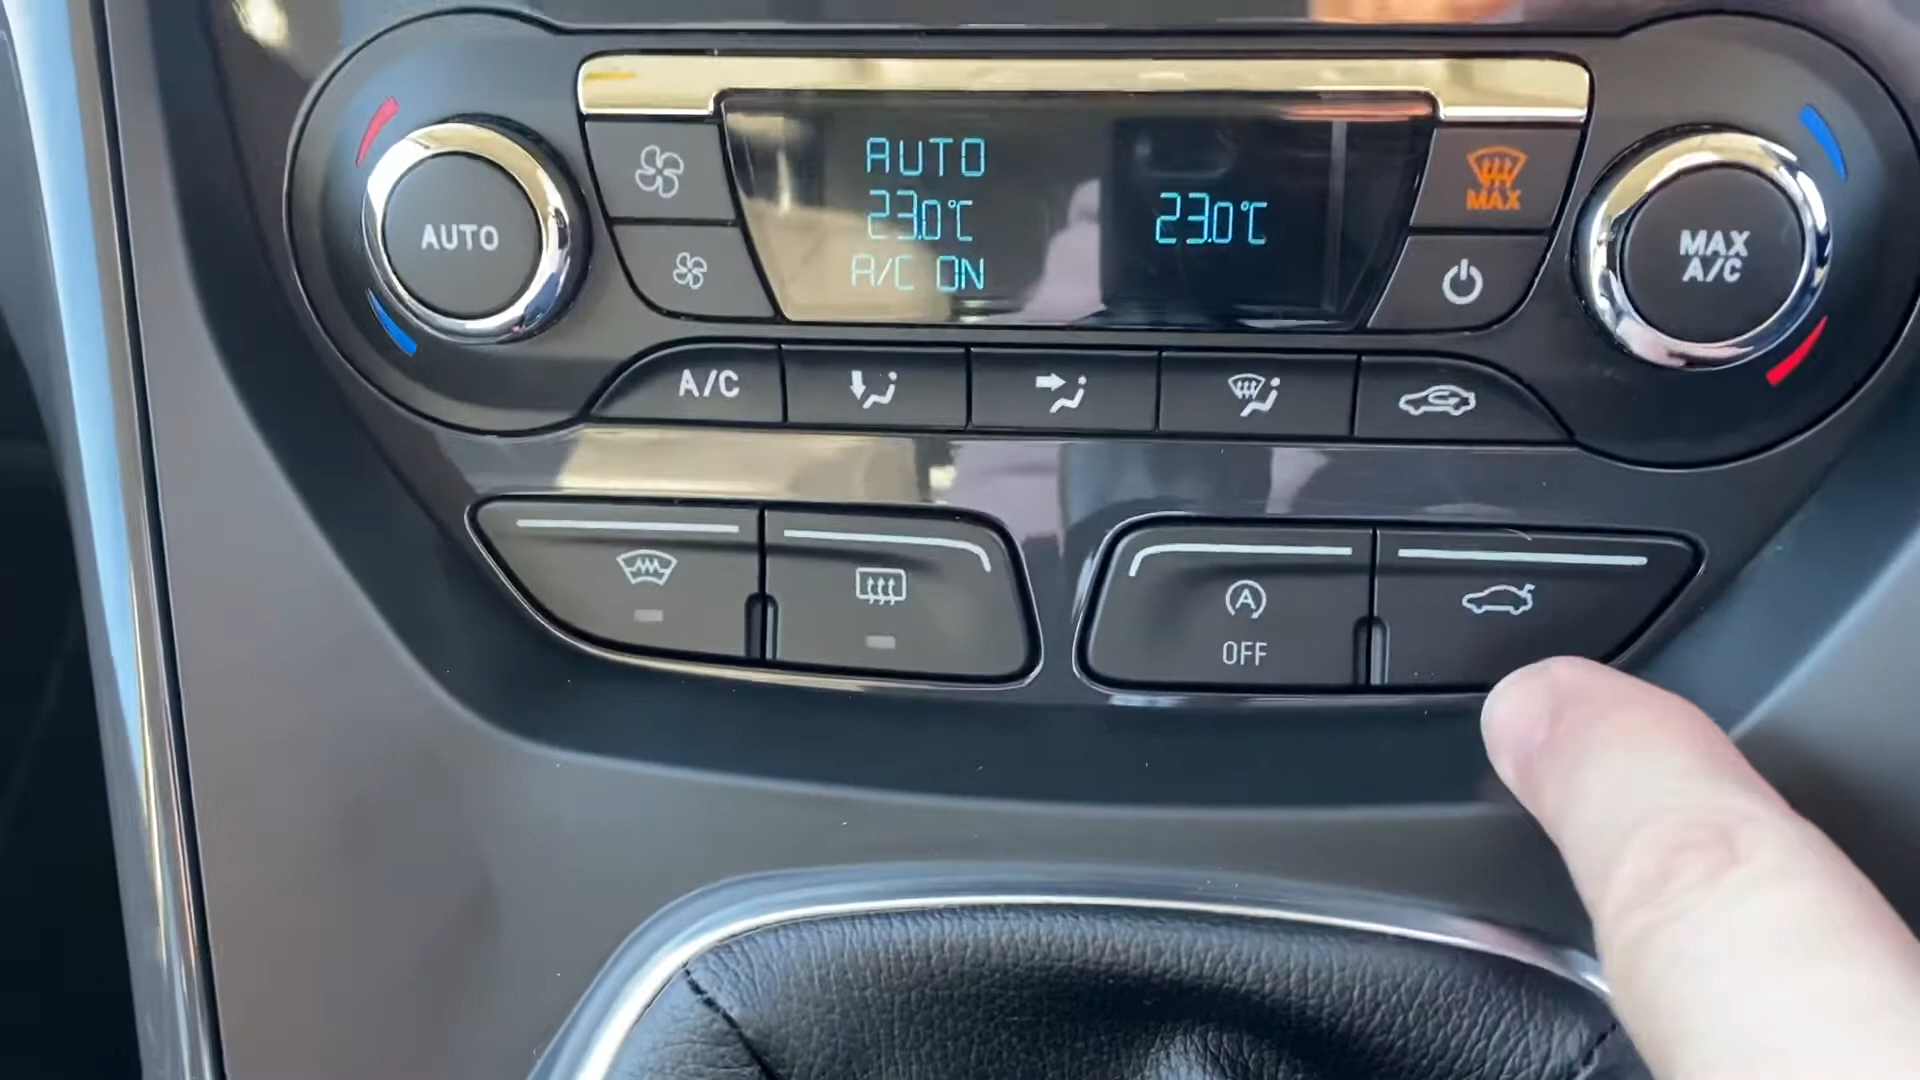 AUTO
AUTO
23.0°C
A/C ON
23.0°C
MAX
MAX
A/C
A/C
A
OFF